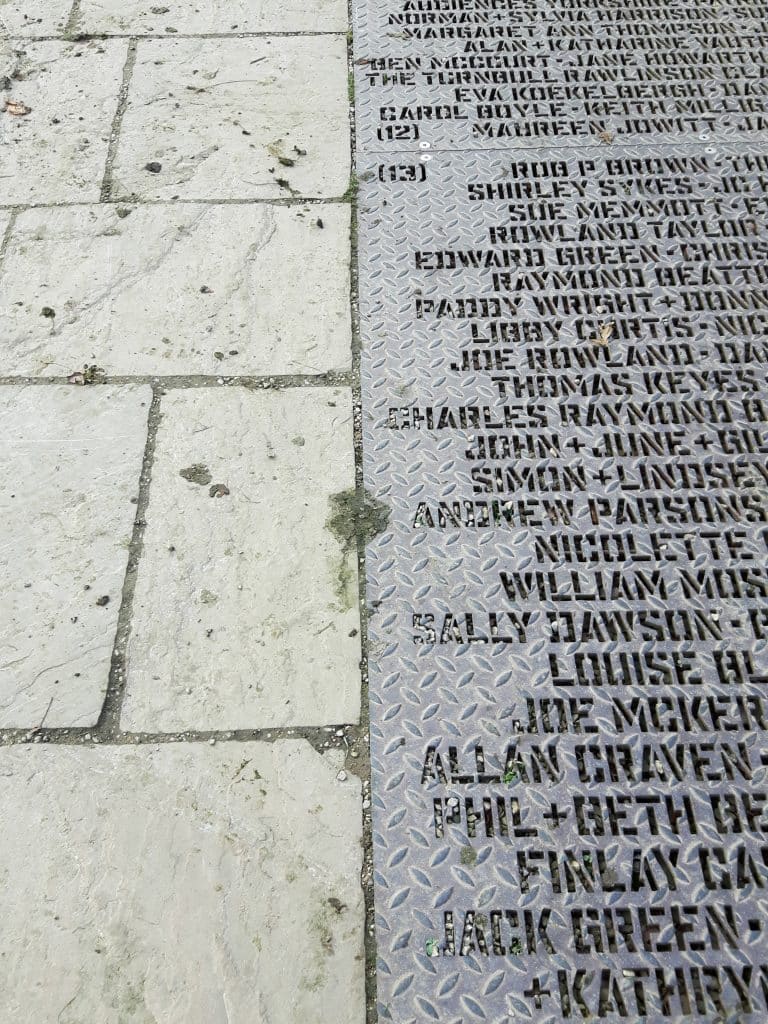 AUDIENCES YORKSHIRE
NORMAN+SYLVIA HARRISON
MARGARET ANN THOMPSON
ALAN+KATHARINE
BEN MCCOURT·JANE HOWARD
THE TURNBULL RAWLINSON
EVA KOEKELBERGH·
CAROL BOYLE·KEITH
(12) MAUREEN JOWITT·
(13) ROB P BROWN·
SHIRLEY SYKES·
SUE MEMMOTT
ROWLAND TAYLOR
EDWARD GREEN·
RAYMOND
PADDY WRIGHT+
LIBBY CURTIS·
JOE ROWLAND·
THOMAS KEYES
CHARLES RAYMOND
JOHN+JUNE+
SIMON+LINDSEY
ANDREW PARSONS
NICOLETTE
WILLIAM
SALLY DAWSON·
LOUISE
JOE
ALLAN CRAVEN
PHIL+BETH
FINLAY
JACK GREEN·
+KATHRYN